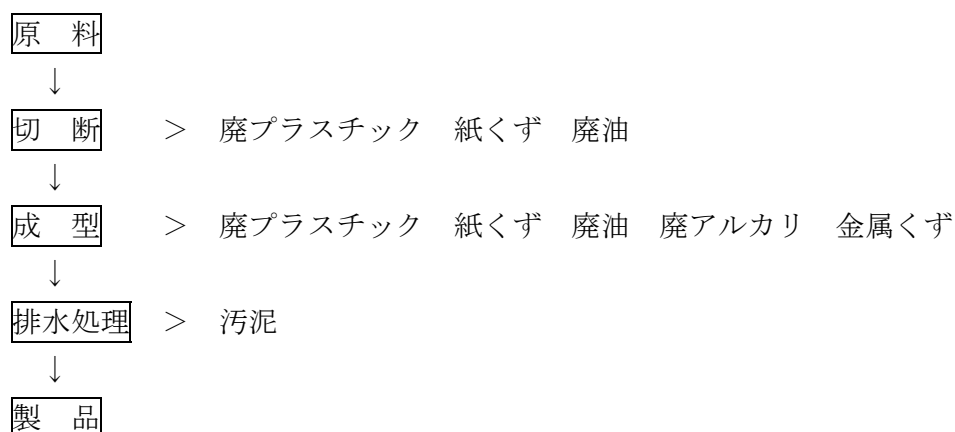 原　料
↓
切　断　＞　廃プラスチック　紙くず　廃油
↓
成　型　＞　廃プラスチック　紙くず　廃油　廃アルカリ　金属くず
↓
排水処理　＞　汚泥
↓
製　品